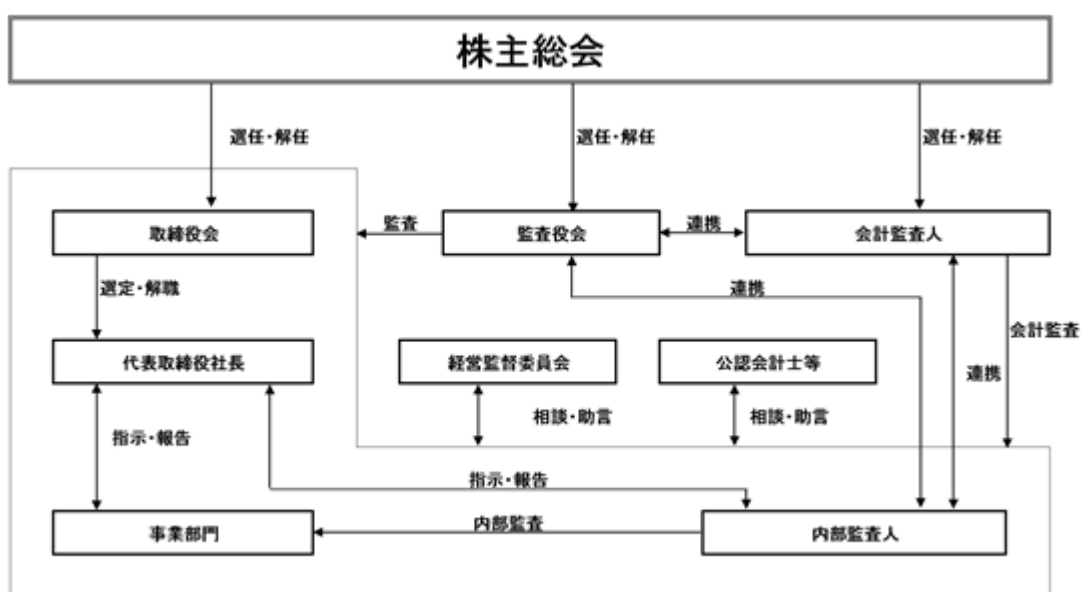 株主総会
選任・解任
選任・解任
選任・解任
取締役会
監査
監査役会
連携
会計監査人
選定・解職
連携
会計監査
代表取締役社長
経営監督委員会
公認会計士等
連携
相談・助言
相談・助言
指示・報告
指示・報告
内部監査
事業部門
内部監査人